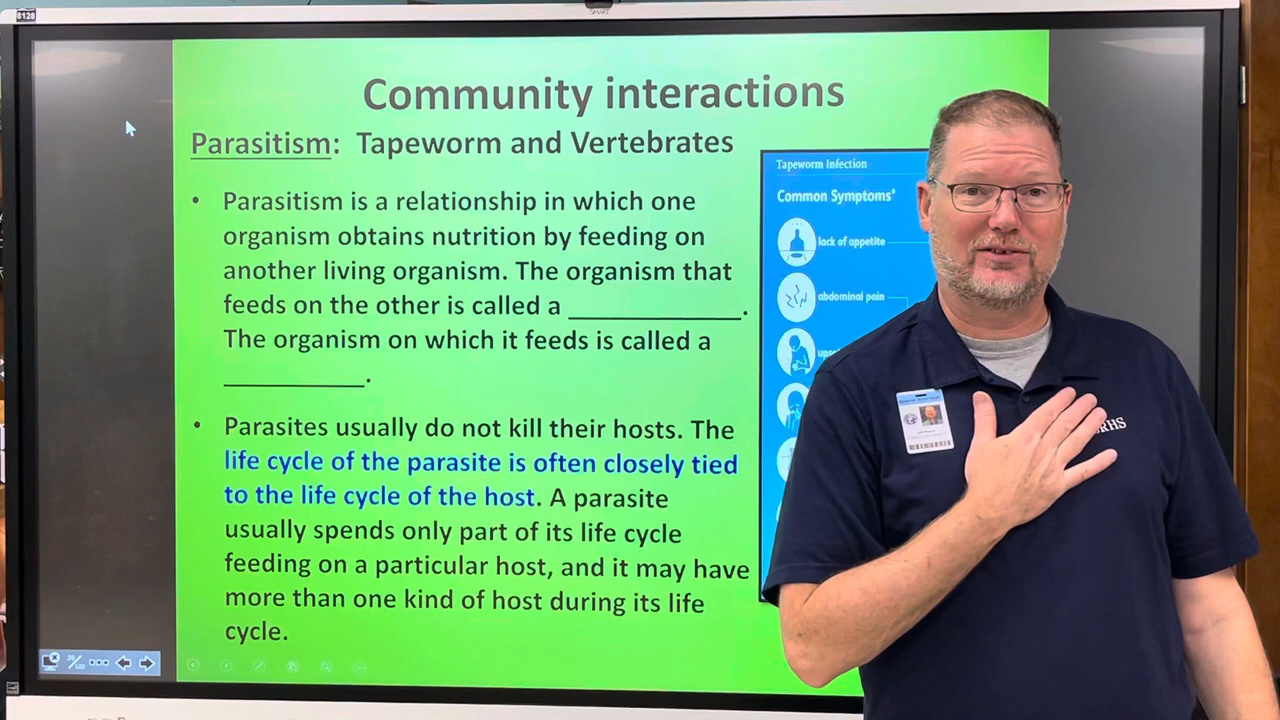 Community interactions
Parasitism: Tapeworm and Vertebrates
• Parasitism is a relationship in which one
organism obtains nutrition by feeding on
another living organism. The organism that
feeds on the other is called a ____________.
The organism on which it feeds is called a
__________.
• Parasites usually do not kill their hosts. The
life cycle of the parasite is often closely tied
to the life cycle of the host. A parasite
usually spends only part of its life cycle
feeding on a particular host, and it may have
more than one kind of host during its life
cycle.
Tapeworm Infection
Common Symptoms*
lack of appetite
abdominal pain